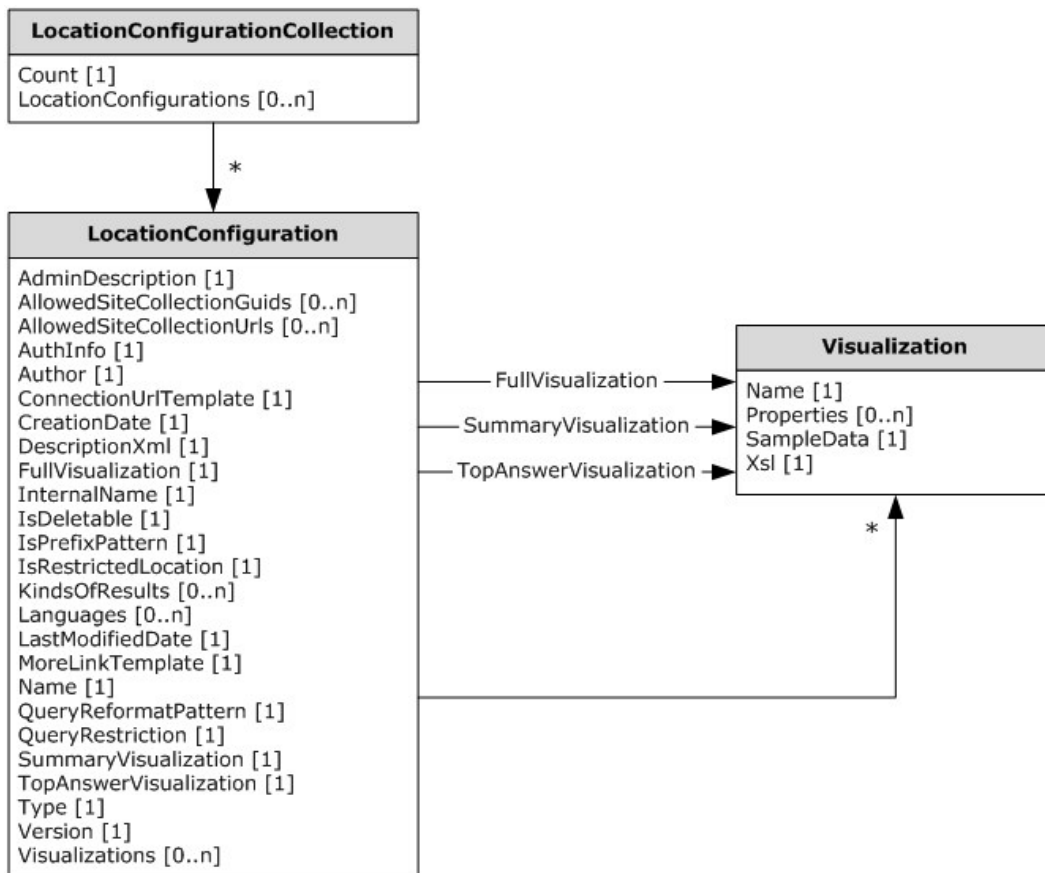 LocationConfigurationCollection
Count [1]
LocationConfigurations [0..n]
*
LocationConfiguration
AdminDescription [1]
AllowedSiteCollectionGuids [0..n]
AllowedSiteCollectionUrls [0..n]
AuthInfo [1]
Author [1]
ConnectionUrlTemplate [1]
CreationDate [1]
DescriptionXml [1]
FullVisualization [1]
InternalName [1]
IsDeletable [1]
IsPrefixPattern [1]
IsRestrictedLocation [1]
KindsOfResults [0..n]
Languages [0..n]
LastModifiedDate [1]
MoreLinkTemplate [1]
Name [1]
QueryReformatPattern [1]
QueryRestriction [1]
SummaryVisualization [1]
TopAnswerVisualization [1]
Type [1]
Version [1]
Visualizations [0..n]
FullVisualization
SummaryVisualization
TopAnswerVisualization
Visualization
Name [1]
Properties [0..n]
SampleData [1]
Xsl [1]
*